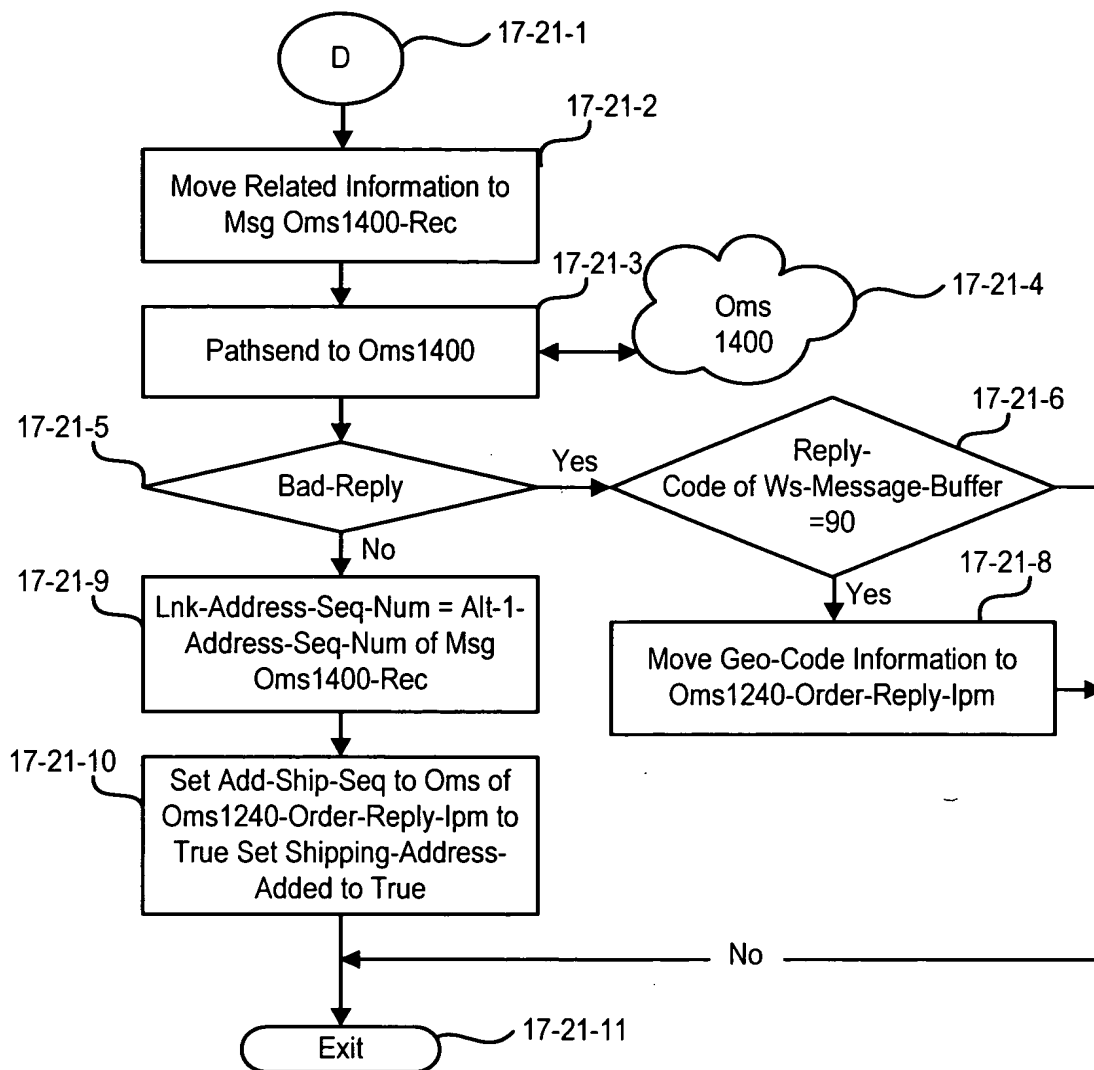 17-21-1
D
17-21-2
Move Related Information to
Msg Oms1400-Rec
17-21-3
Pathsend to Oms1400
Oms
1400
17-21-4
17-21-5
Bad-Reply
Yes
17-21-6
Reply-
Code of Ws-Message-Buffer
=90
No
Yes
17-21-8
Move Geo-Code Information to
Oms1240-Order-Reply-Ipm
17-21-9
Lnk-Address-Seq-Num = Alt-1-
Address-Seq-Num of Msg
Oms1400-Rec
17-21-10
Set Add-Ship-Seq to Oms of
Oms1240-Order-Reply-Ipm to
True Set Shipping-Address-
Added to True
No
17-21-11
Exit